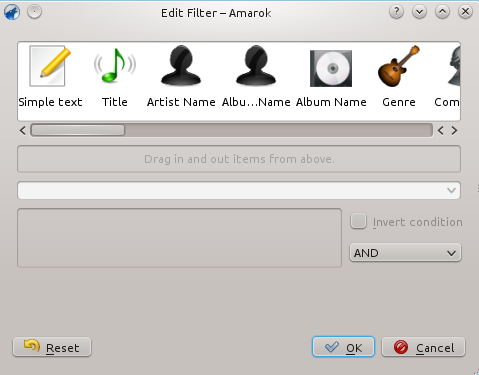 Edit Filter – Amarok
Simple text Title Artist Name Albu...Name Album Name Genre Com
Drag in and out items from above.
Invert condition
AND
Reset OK Cancel